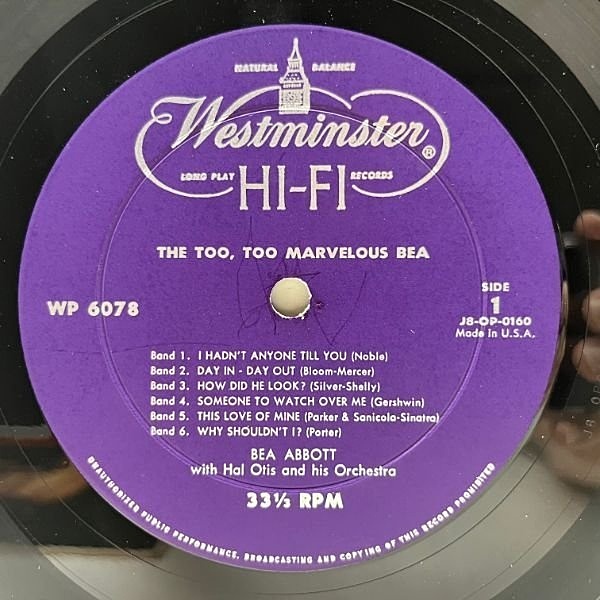 NATURAL BALANCE
Westminster®
LONG PLAY RECORDS
HI-FI
THE TOO, TOO MARVELOUS BEA
WP 6078
SIDE
1
J8-OP-0160
Made in U.S.A.
Band 1. I HADN'T ANYONE TILL YOU (Noble)
Band 2. DAY IN - DAY OUT (Bloom-Mercer)
Band 3. HOW DID HE LOOK? (Silver-Shelly)
Band 4. SOMEONE TO WATCH OVER ME (Gershwin)
Band 5. THIS LOVE OF MINE (Parker & Sanicola-Sinatra)
Band 6. WHY SHOULDN'T I? (Porter)
BEA ABBOTT
with Hal Otis and his Orchestra
33⅓ RPM
UNAUTHORIZED PUBLIC PERFORMANCE, BROADCASTING AND COPYING OF THIS RECORD PROHIBITED